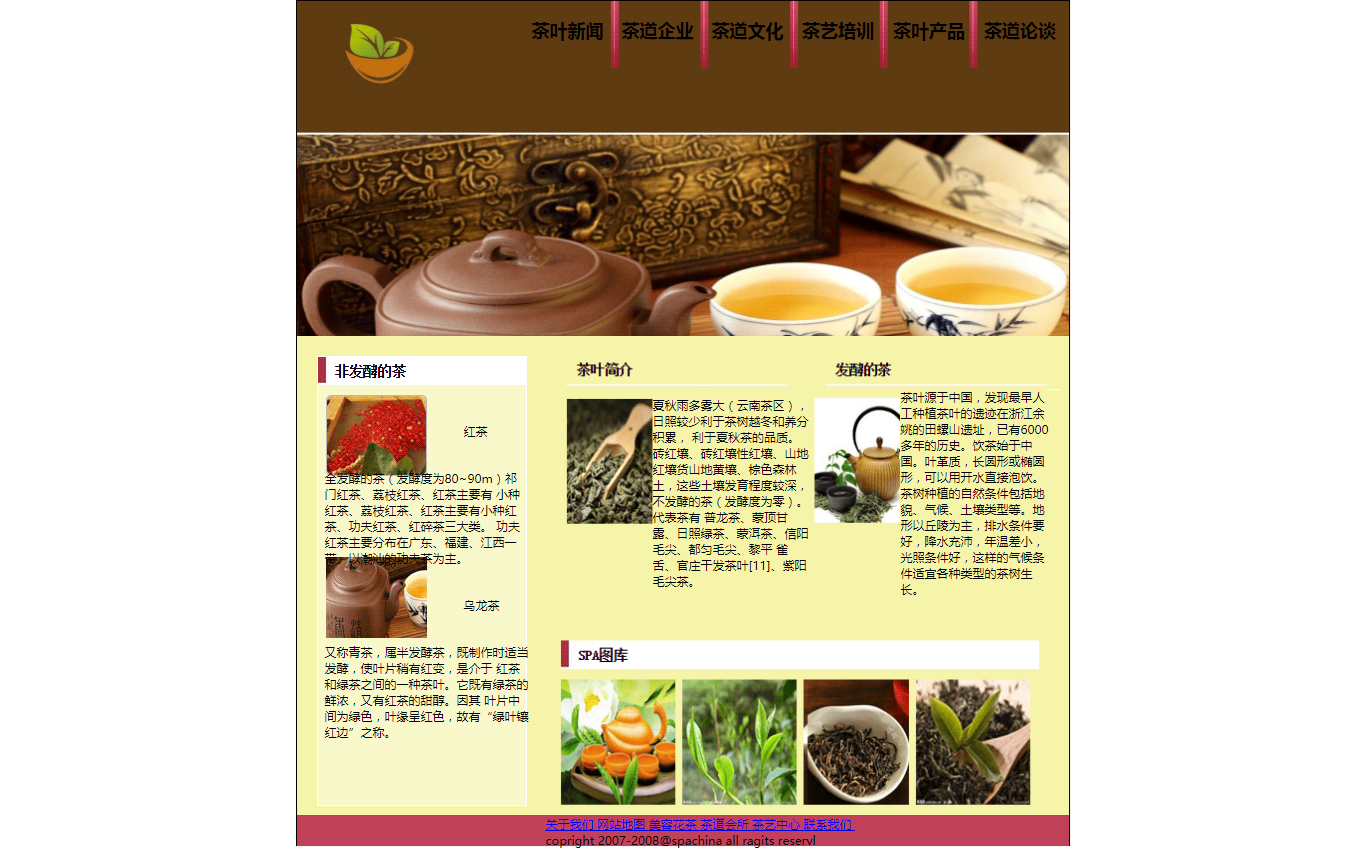 茶叶新闻 茶道企业 茶道文化 茶艺培训 茶叶产品 茶道论谈
非发酵的茶
红茶
全发酵的茶（发酵度为80~90m）祁
门红茶、荔枝红茶、红茶主要有 小种
红茶、荔枝红茶、红茶主要有小种红
茶、功夫红茶、红碎茶三大类。 功夫
红茶主要分布在广东、福建、江西一
带，以潮汕的功夫茶为主。
乌龙茶
又称青茶，属半发酵茶，既制作时适当
发酵，使叶片稍有红变，是介于 红茶
和绿茶之间的一种茶叶。它既有绿茶的
鲜浓，又有红茶的甜醇。因其 叶片中
间为绿色，叶缘呈红色，故有“绿叶镶
红边”之称。
茶叶简介
夏秋雨多雾大（云南茶区），
日照较少利于茶树越冬和养分
积累， 利于夏秋茶的品质。
砖红壤、砖红壤性红壤、山地
红壤货山地黄壤、棕色森林
土，这些土壤发育程度较深，
不发酵的茶（发酵度为零）。
代表茶有 普龙茶、蒙顶甘
露、日照绿茶、蒙洱茶、信阳
毛尖、都匀毛尖、黎平 雀
舌、官庄干发茶叶[11]、紫阳
毛尖茶。
发酵的茶
茶叶源于中国，发现最早人
工种植茶叶的遗迹在浙江余
姚的田螺山遗址，已有6000
多年的历史。饮茶始于中
国。叶革质，长圆形或椭圆
形，可以用开水直接泡饮。
茶树种植的自然条件包括地
貌、气候、土壤类型等。地
形以丘陵为主，排水条件要
好，降水充沛，年温差小，
光照条件好，这样的气候条
件适宜各种类型的茶树生
长。
SPA图库
关于我们 网站地图 美容花茶 茶道会所 茶艺中心 联系我们
copright 2007-2008@spachina all ragits reservl